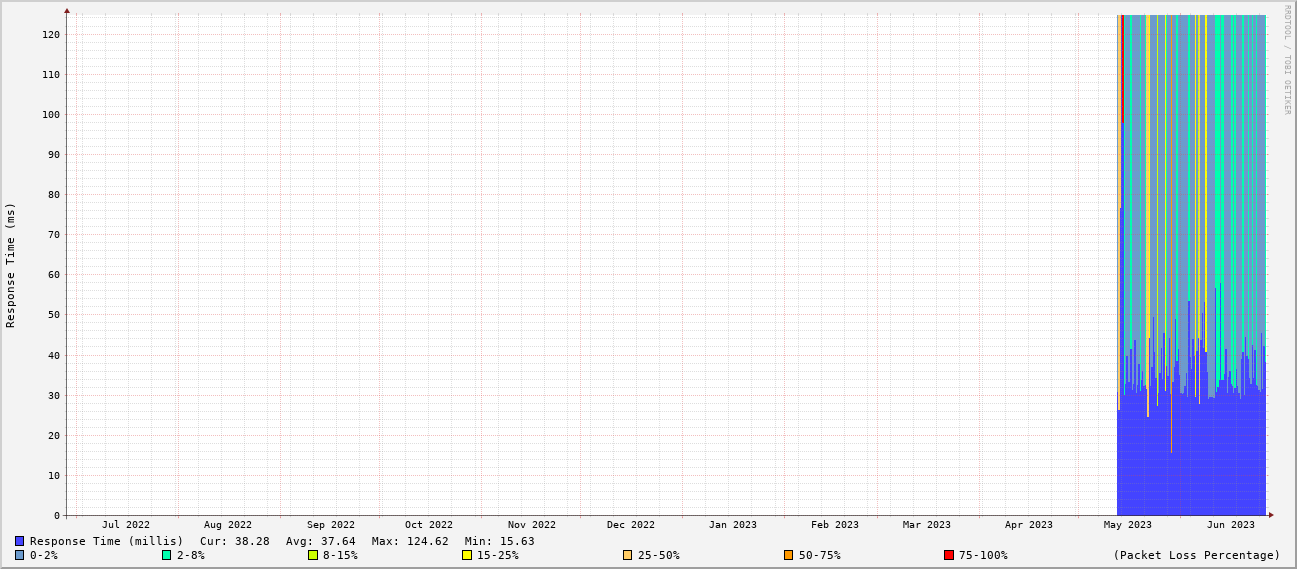 RRDTOOL / TOBI OETIKER
Response Time (ms)
120
110
100
90
80
70
60
50
40
30
20
10
0
Jul 2022 Aug 2022 Sep 2022 Oct 2022 Nov 2022 Dec 2022 Jan 2023 Feb 2023 Mar 2023 Apr 2023 May 2023 Jun 2023
Response Time (millis) Cur: 38.28 Avg: 37.64 Max: 124.62 Min: 15.63
0-2% 2-8% 8-15% 15-25% 25-50% 50-75% 75-100% (Packet Loss Percentage)